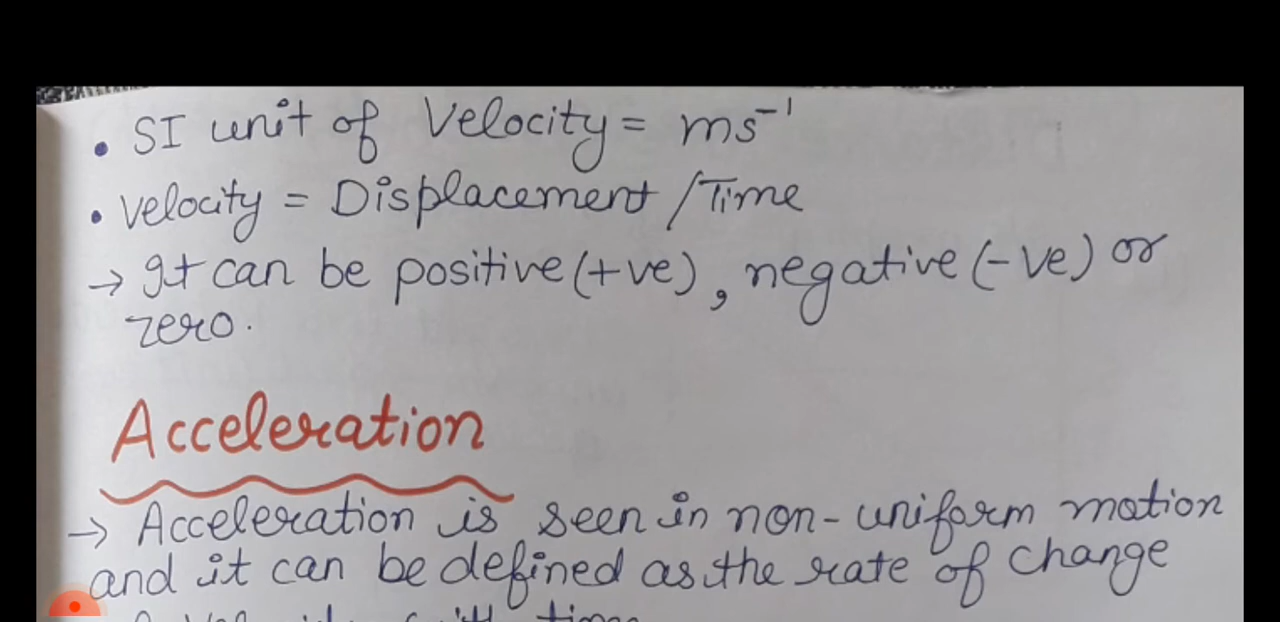 • SI unit of Velocity = ms⁻¹
• velocity = Displacement /Time
→ It can be positive (+ve), negative (-ve) or
zero.
Acceleration
→ Acceleration is seen in non-uniform motion
and it can be defined as the rate of change